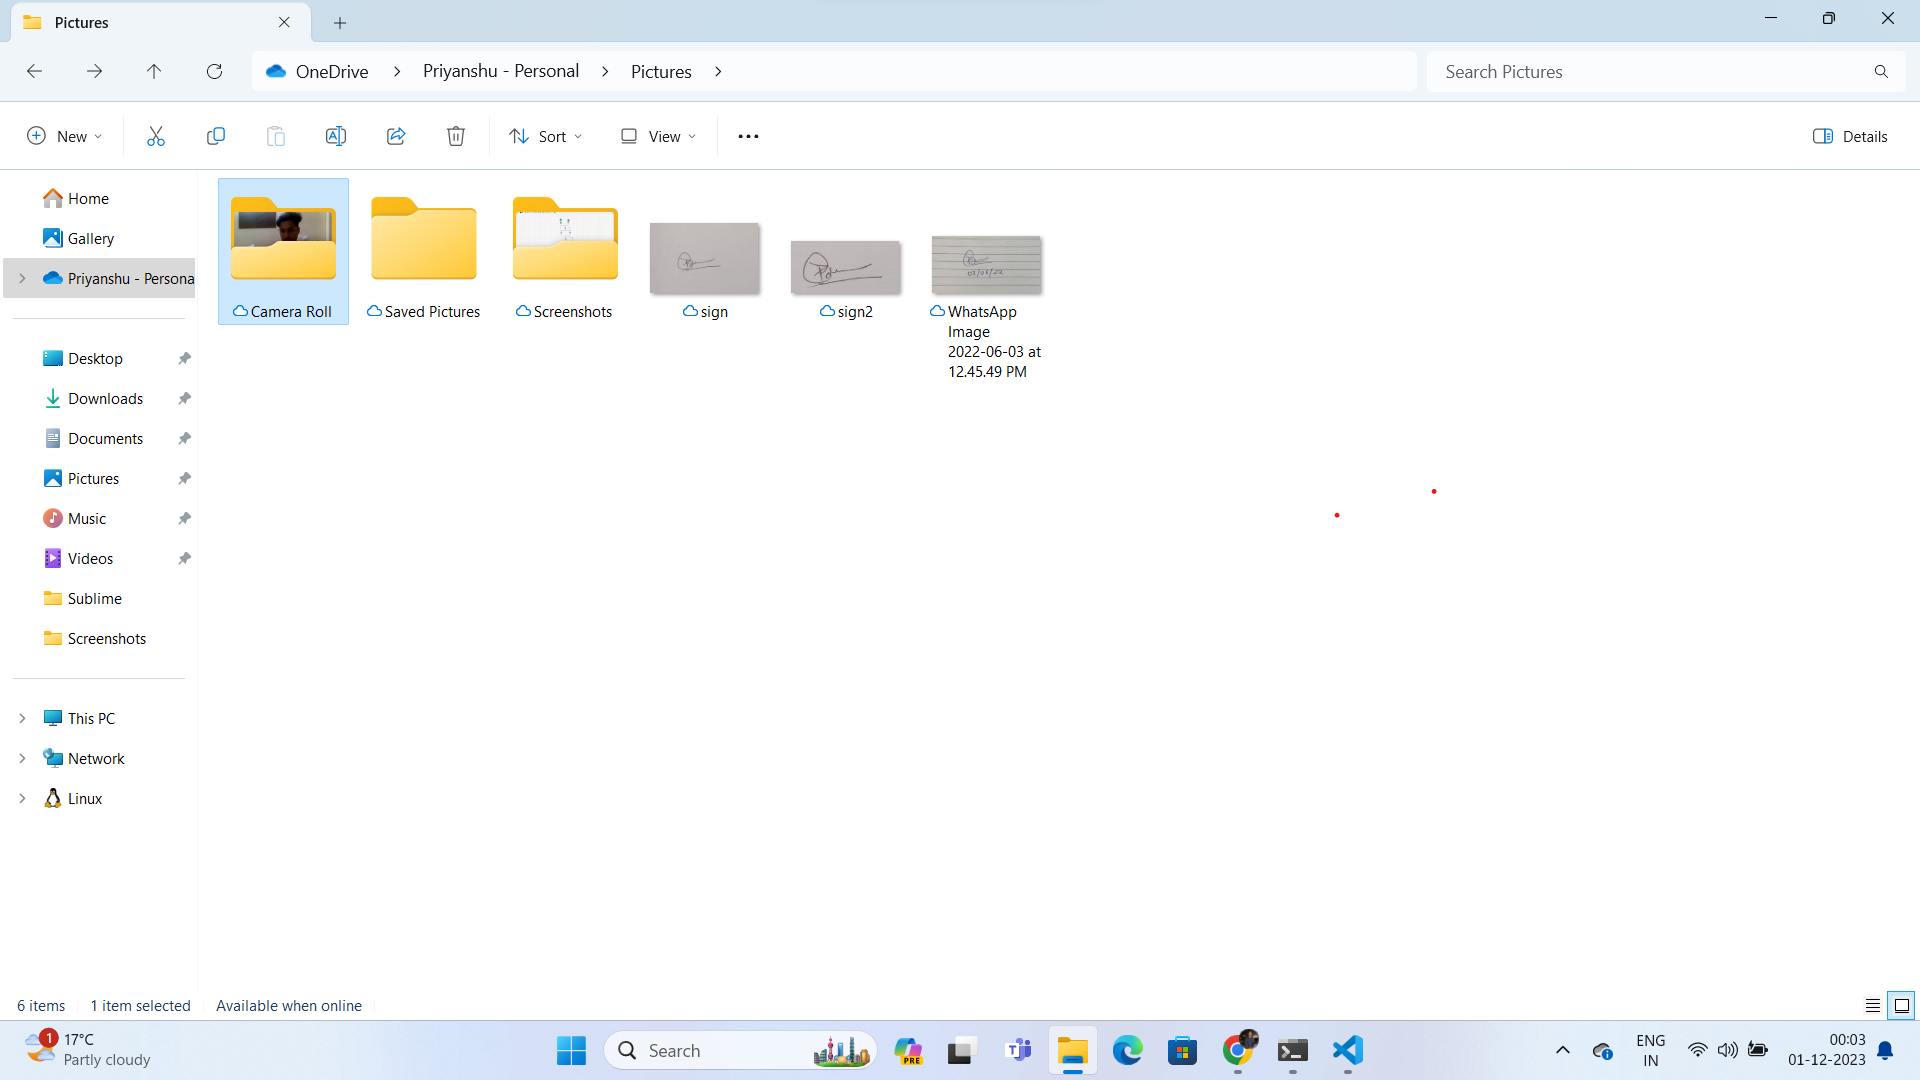 Pictures
OneDrive > Priyanshu - Personal > Pictures >
Search Pictures
New
Sort
View
Details
Home
Gallery
Priyanshu - Persona
Desktop
Downloads
Documents
Pictures
Music
Videos
Sublime
Screenshots
This PC
Network
Linux
Camera Roll
Saved Pictures
Screenshots
sign
sign2
03/06/22
WhatsApp
Image
2022-06-03 at
12.45.49 PM
6 items
1 item selected
Available when online
1
17°C
Partly cloudy
Search
PRE
ENG
IN
00:03
01-12-2023